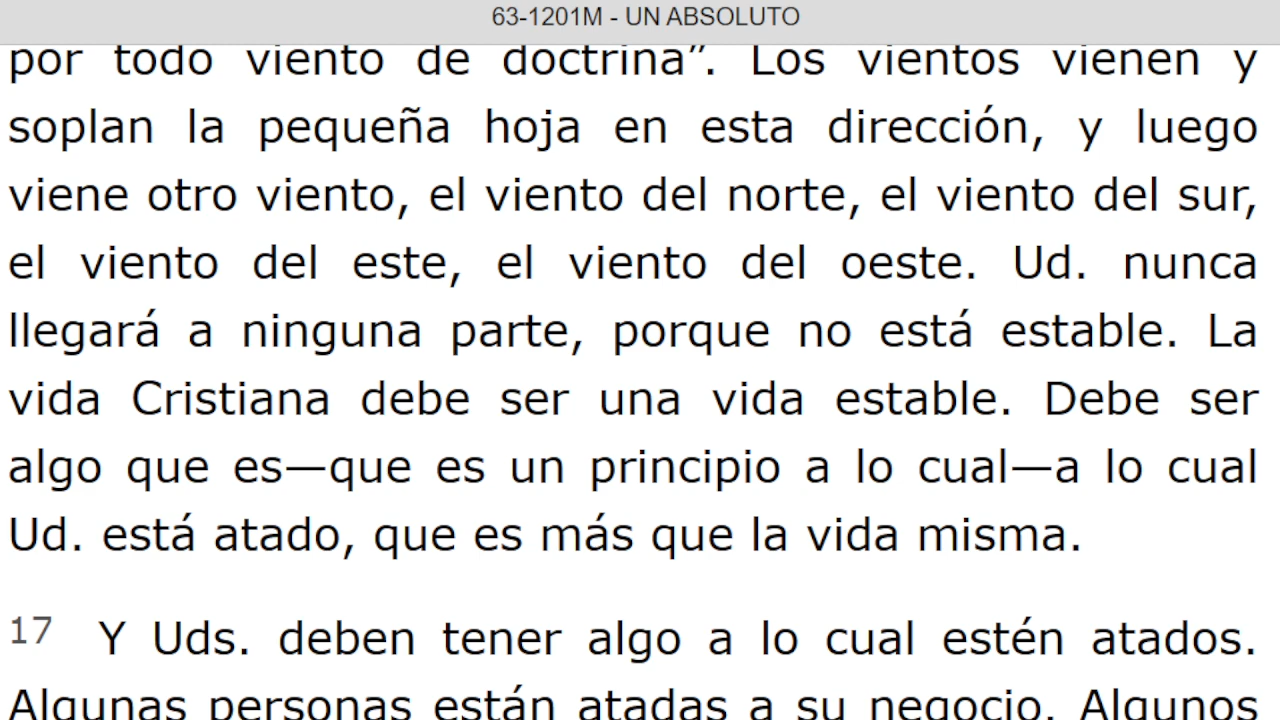 63-1201M - UN ABSOLUTO
por todo viento de doctrina”. Los vientos vienen y
soplan la pequeña hoja en esta dirección, y luego
viene otro viento, el viento del norte, el viento del sur,
el viento del este, el viento del oeste. Ud. nunca
llegará a ninguna parte, porque no está estable. La
vida Cristiana debe ser una vida estable. Debe ser
algo que es—que es un principio a lo cual—a lo cual
Ud. está atado, que es más que la vida misma.
17 Y Uds. deben tener algo a lo cual estén atados.
Algunas personas están atadas a su negocio. Algunos